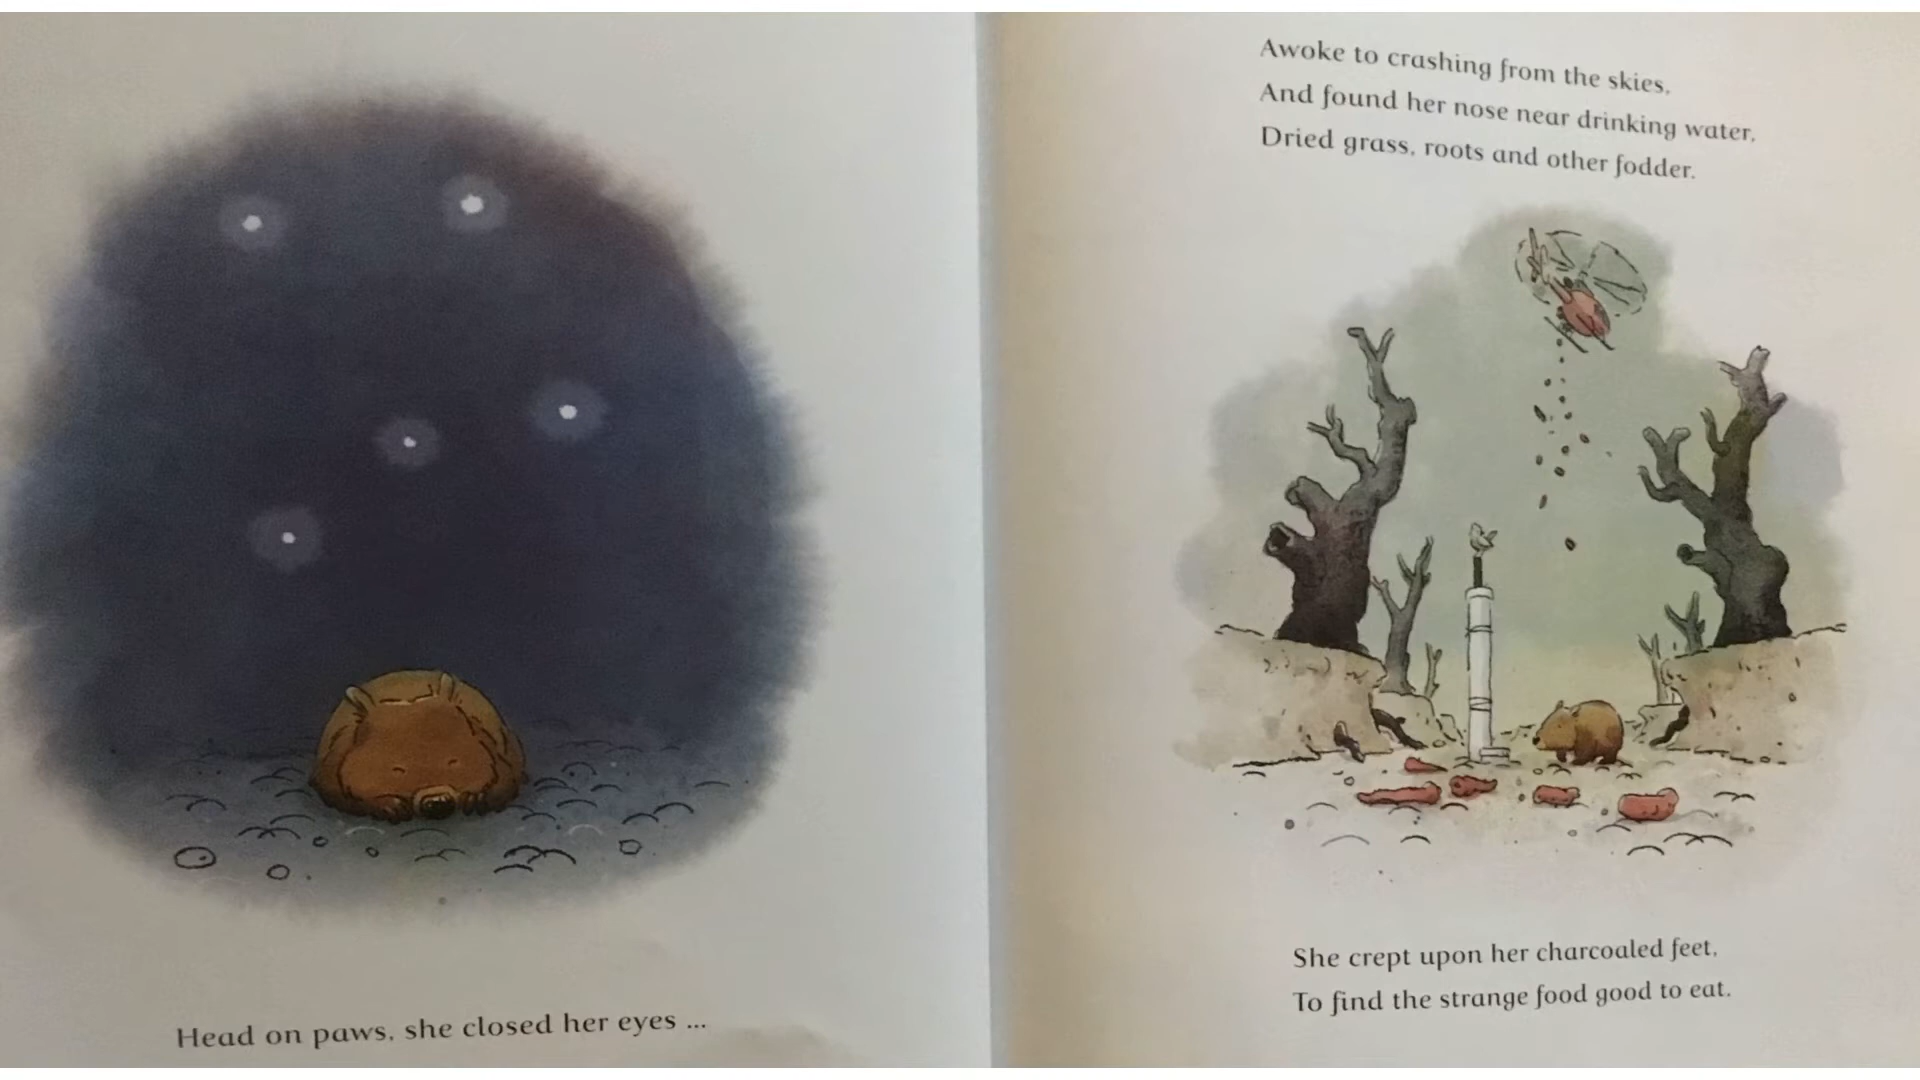 Head on paws, she closed her eyes ...
Awoke to crashing from the skies,
And found her nose near drinking water,
Dried grass, roots and other fodder.
She crept upon her charcoaled feet,
To find the strange food good to eat.